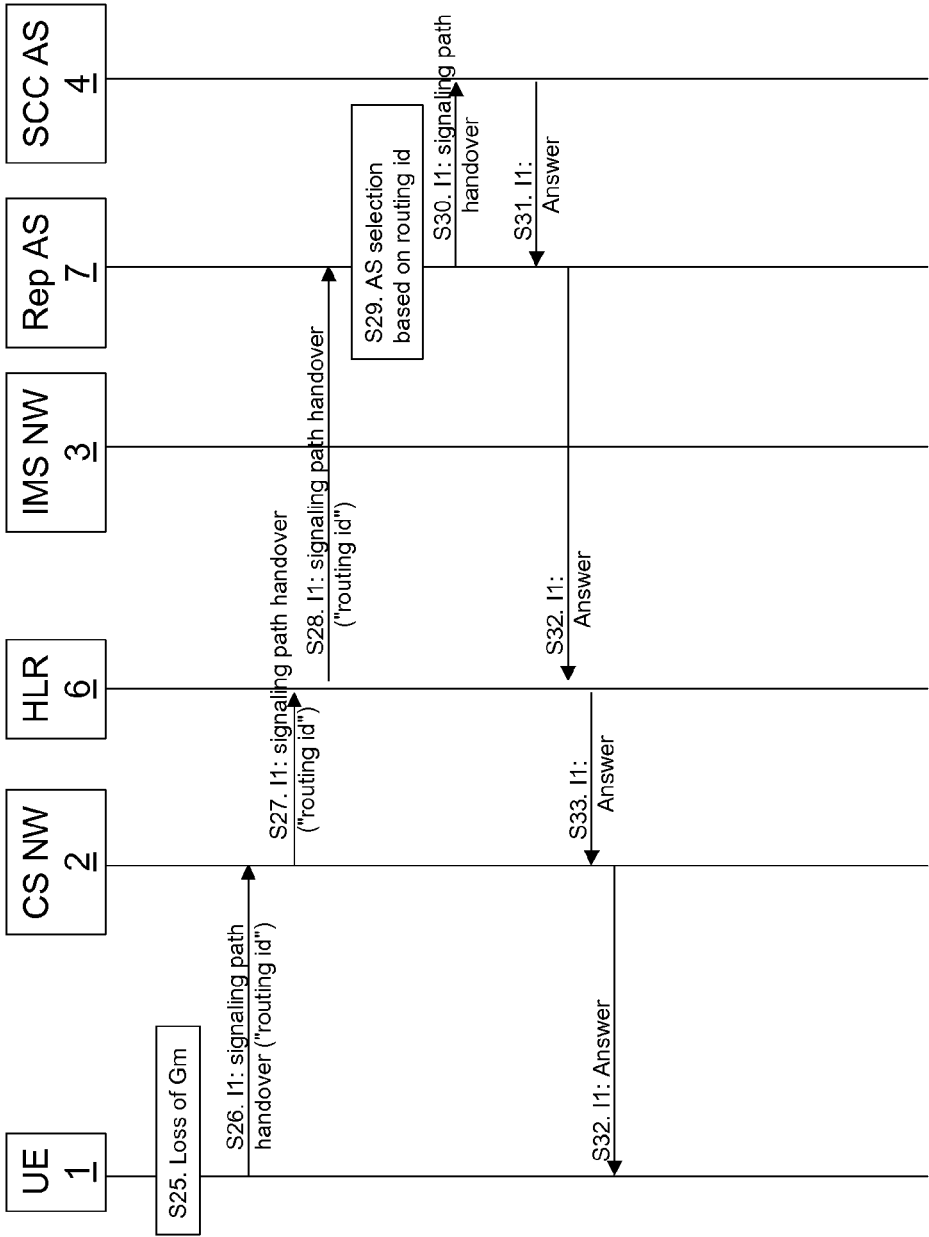 UE
1
CS NW
2
HLR
6
IMS NW
3
Rep AS
7
SCC AS
4
S25. Loss of Gm
S26. I1: signaling path
handover ("routing id")
S27. I1: signaling path handover
("routing id")
S28. I1: signaling path handover
("routing id")
S29. AS selection
based on routing id
S30. I1: signaling path
handover
S31. I1:
Answer
S32. I1:
Answer
S33. I1:
Answer
S32. I1: Answer